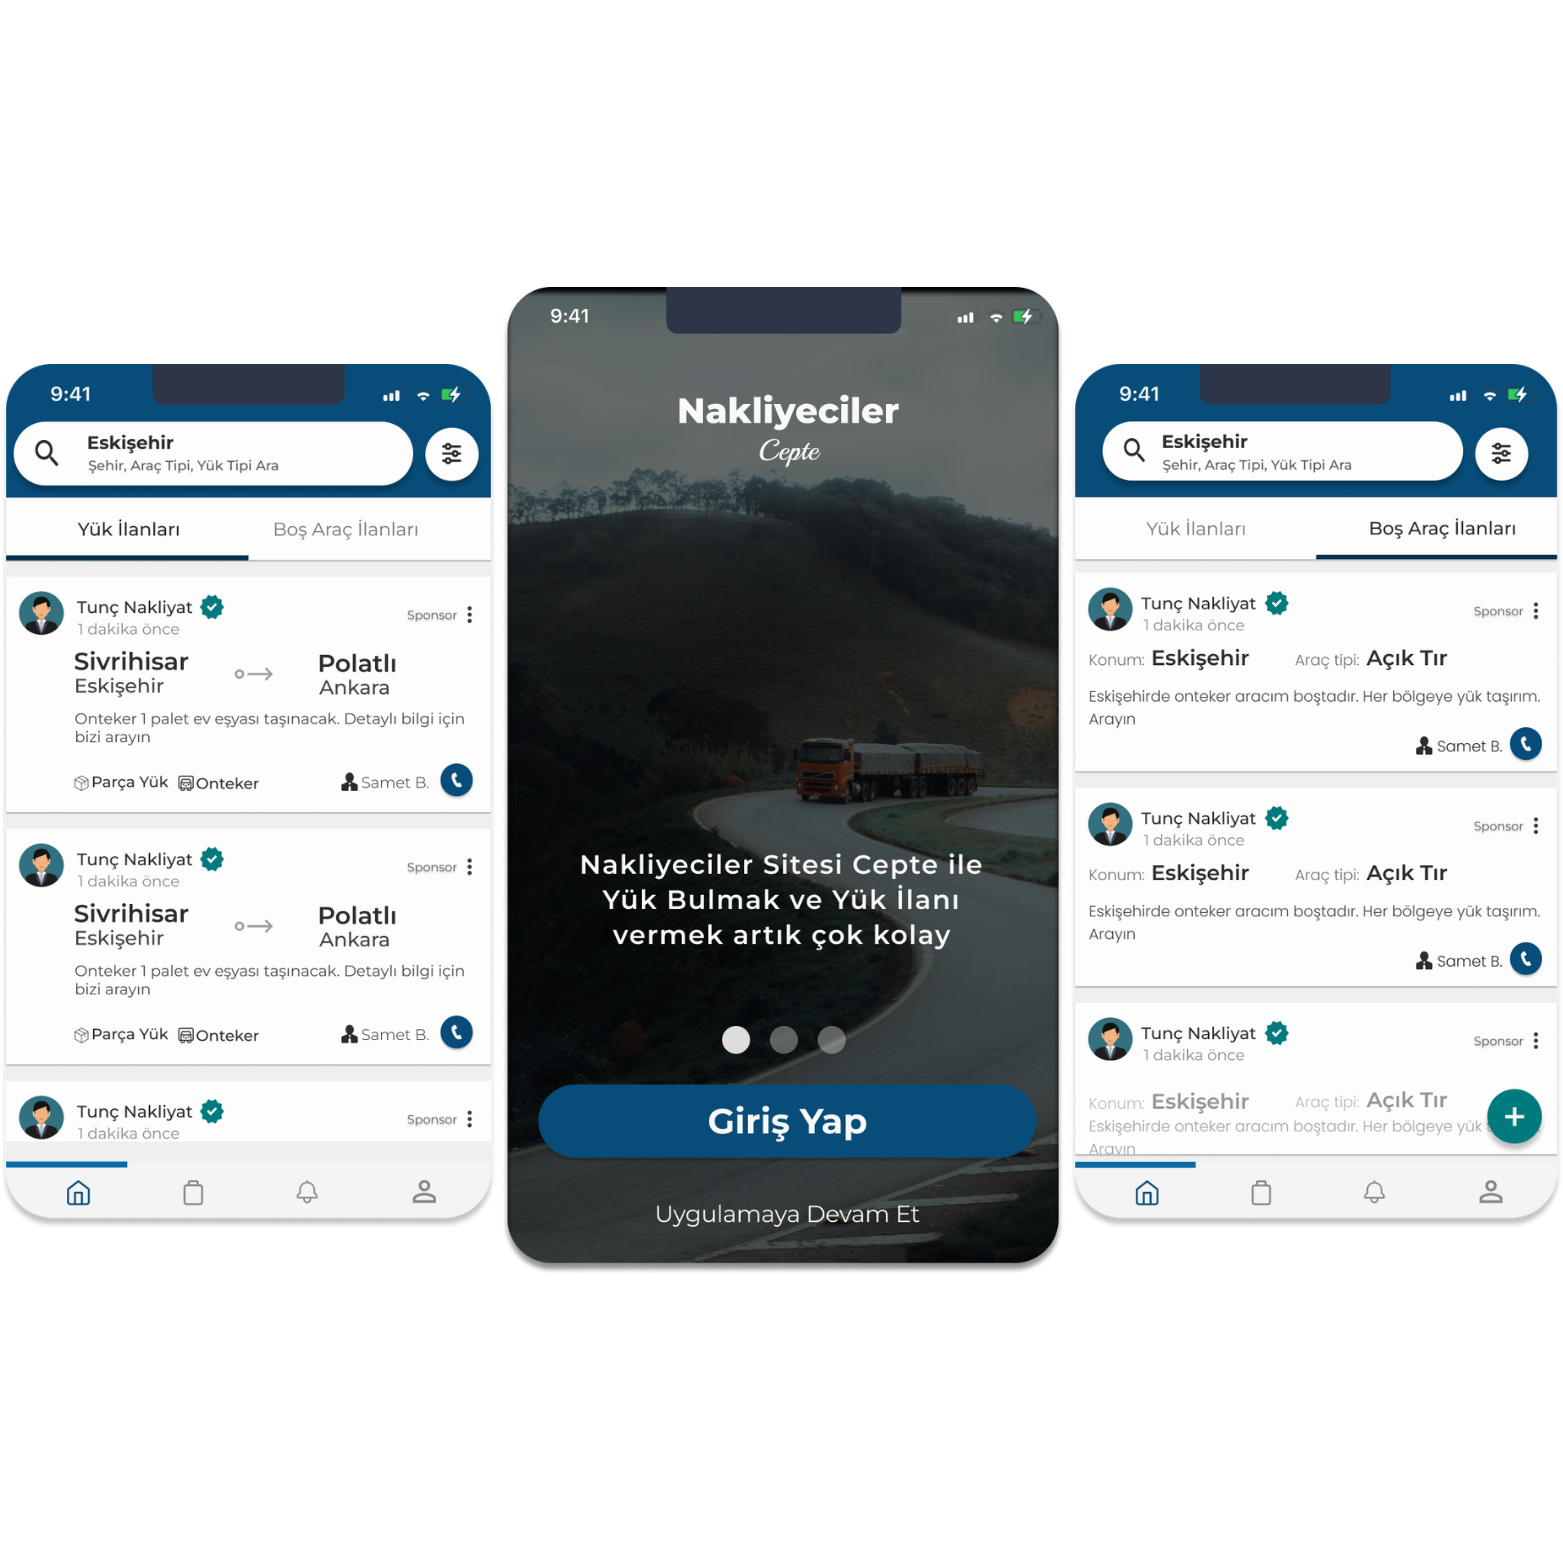 9:41
Eskişehir
Şehir, Araç Tipi, Yük Tipi Ara
Yük İlanları
Boş Araç İlanları
Tunç Nakliyat
1 dakika önce
Sponsor
Sivrihisar
Eskişehir
Polatlı
Ankara
Onteker 1 palet ev eşyası taşınacak. Detaylı bilgi için
bizi arayın
Parça Yük
Onteker
Samet B.
Tunç Nakliyat
1 dakika önce
Sponsor
Sivrihisar
Eskişehir
Polatlı
Ankara
Onteker 1 palet ev eşyası taşınacak. Detaylı bilgi için
bizi arayın
Parça Yük
Onteker
Samet B.
Tunç Nakliyat
1 dakika önce
Sponsor
9:41
Nakliyeciler
Cepte
Nakliyeciler Sitesi Cepte ile
Yük Bulmak ve Yük İlanı
vermek artık çok kolay
Giriş Yap
Uygulamaya Devam Et
9:41
Eskişehir
Şehir, Araç Tipi, Yük Tipi Ara
Yük İlanları
Boş Araç İlanları
Tunç Nakliyat
1 dakika önce
Sponsor
Konum: Eskişehir
Araç tipi: Açık Tır
Eskişehirde onteker aracım boştadır. Her bölgeye yük taşırım.
Arayın
Samet B.
Tunç Nakliyat
1 dakika önce
Sponsor
Konum: Eskişehir
Araç tipi: Açık Tır
Eskişehirde onteker aracım boştadır. Her bölgeye yük taşırım.
Arayın
Samet B.
Tunç Nakliyat
1 dakika önce
Sponsor
Konum: Eskişehir
Araç tipi: Açık Tır
Eskişehirde onteker aracım boştadır. Her bölgeye yük
Arayın